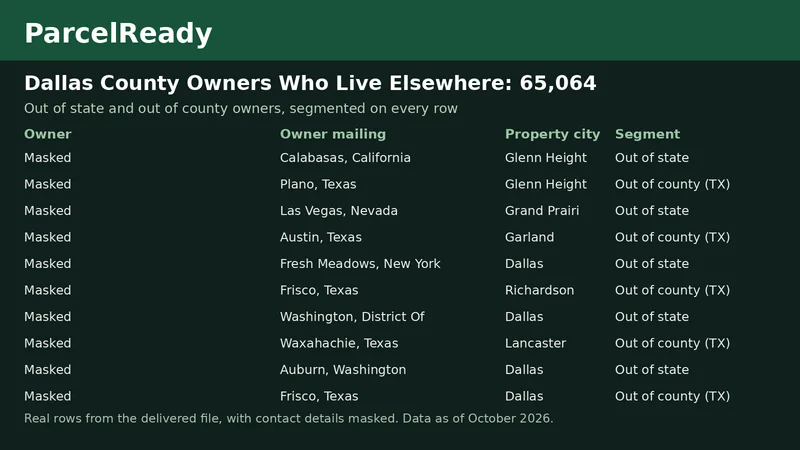 ParcelReady
Dallas County Owners Who Live Elsewhere: 65,064
Out of state and out of county owners, segmented on every row
Owner Owner mailing Property city Segment
Masked Calabasas, California Glenn Height Out of state
Masked Plano, Texas Glenn Height Out of county (TX)
Masked Las Vegas, Nevada Grand Prairi Out of state
Masked Austin, Texas Garland Out of county (TX)
Masked Fresh Meadows, New York Dallas Out of state
Masked Frisco, Texas Richardson Out of county (TX)
Masked Washington, District Of Dallas Out of state
Masked Waxahachie, Texas Lancaster Out of county (TX)
Masked Auburn, Washington Dallas Out of state
Masked Frisco, Texas Dallas Out of county (TX)
Real rows from the delivered file, with contact details masked. Data as of October 2026.